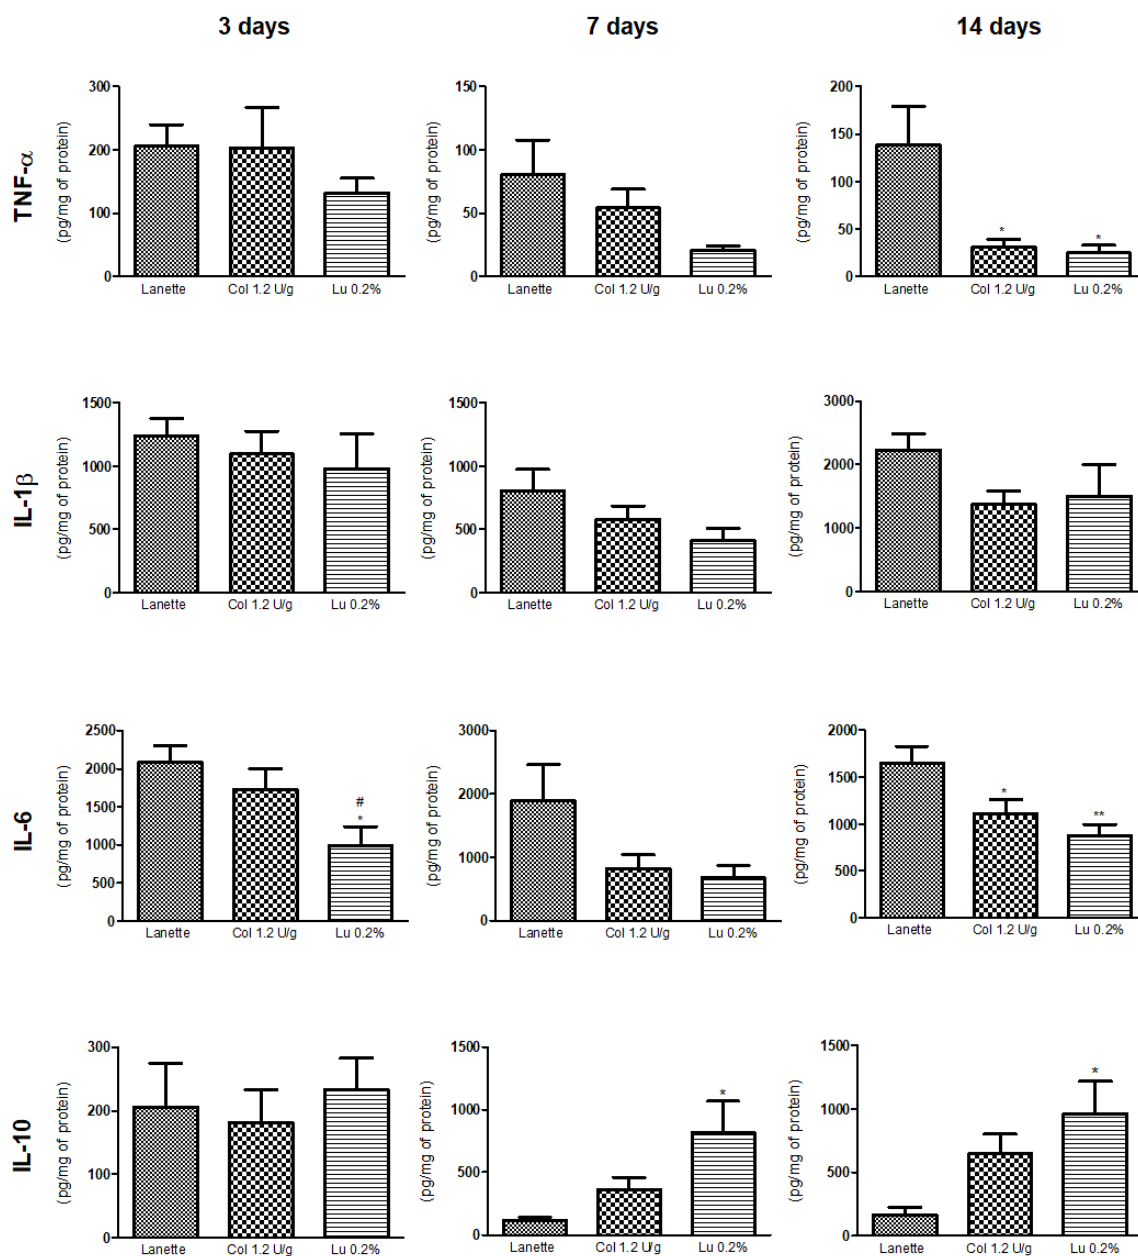 3 days 7 days 14 days
TNF-α
(pg/mg of protein)
300
200
100
0
Lanette Col 1.2 U/g Lu 0.2%
(pg/mg of protein)
150
100
50
0
Lanette Col 1.2 U/g Lu 0.2%
(pg/mg of protein)
200
150
100
50
0
* *
Lanette Col 1.2 U/g Lu 0.2%
IL-1β
(pg/mg of protein)
1500
1000
500
0
Lanette Col 1.2 U/g Lu 0.2%
(pg/mg of protein)
1500
1000
500
0
Lanette Col 1.2 U/g Lu 0.2%
(pg/mg of protein)
3000
2000
1000
0
Lanette Col 1.2 U/g Lu 0.2%
IL-6
(pg/mg of protein)
2500
2000
1500
1000
500
0
#
*
Lanette Col 1.2 U/g Lu 0.2%
(pg/mg of protein)
3000
2000
1000
0
Lanette Col 1.2 U/g Lu 0.2%
(pg/mg of protein)
2000
1500
1000
500
0
* **
Lanette Col 1.2 U/g Lu 0.2%
IL-10
(pg/mg of protein)
300
200
100
0
Lanette Col 1.2 U/g Lu 0.2%
(pg/mg of protein)
1500
1000
500
0
*
Lanette Col 1.2 U/g Lu 0.2%
(pg/mg of protein)
1500
1000
500
0
*
Lanette Col 1.2 U/g Lu 0.2%